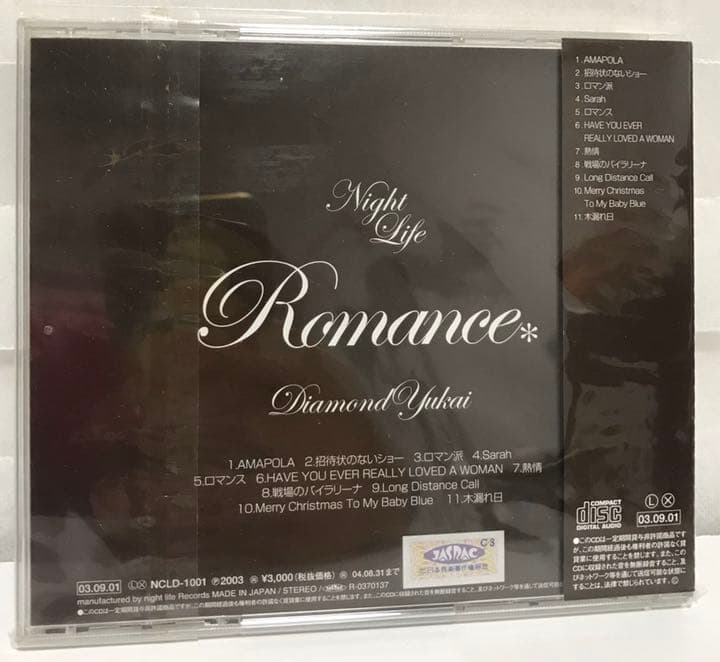 Night
Life
Romance*
Diamond Yukai
1.AMAPOLA 2.招待状のないショー 3.ロマン派 4.Sarah
5.ロマンス 6.HAVE YOU EVER REALLY LOVED A WOMAN 7.熱情
8.戦場のバイラリーナ 9.Long Distance Call
10.Merry Christmas To My Baby Blue 11.木漏れ日
JASRAC
C3
03.09.01 NCLD-1001 ℗2003 ¥3,000(税抜価格) 04.08.31まで
manufactured by night life Records MADE IN JAPAN / STEREO / R-0370137
1. AMAPOLA
2. 招待状のないショー
3. ロマン派
4. Sarah
5. ロマンス
6. HAVE YOU EVER
REALLY LOVED A WOMAN
7. 熱情
8. 戦場のバイラリーナ
9. Long Distance Call
10. Merry Christmas
To My Baby Blue
11. 木漏れ日
COMPACT
disc
DIGITAL AUDIO
03.09.01